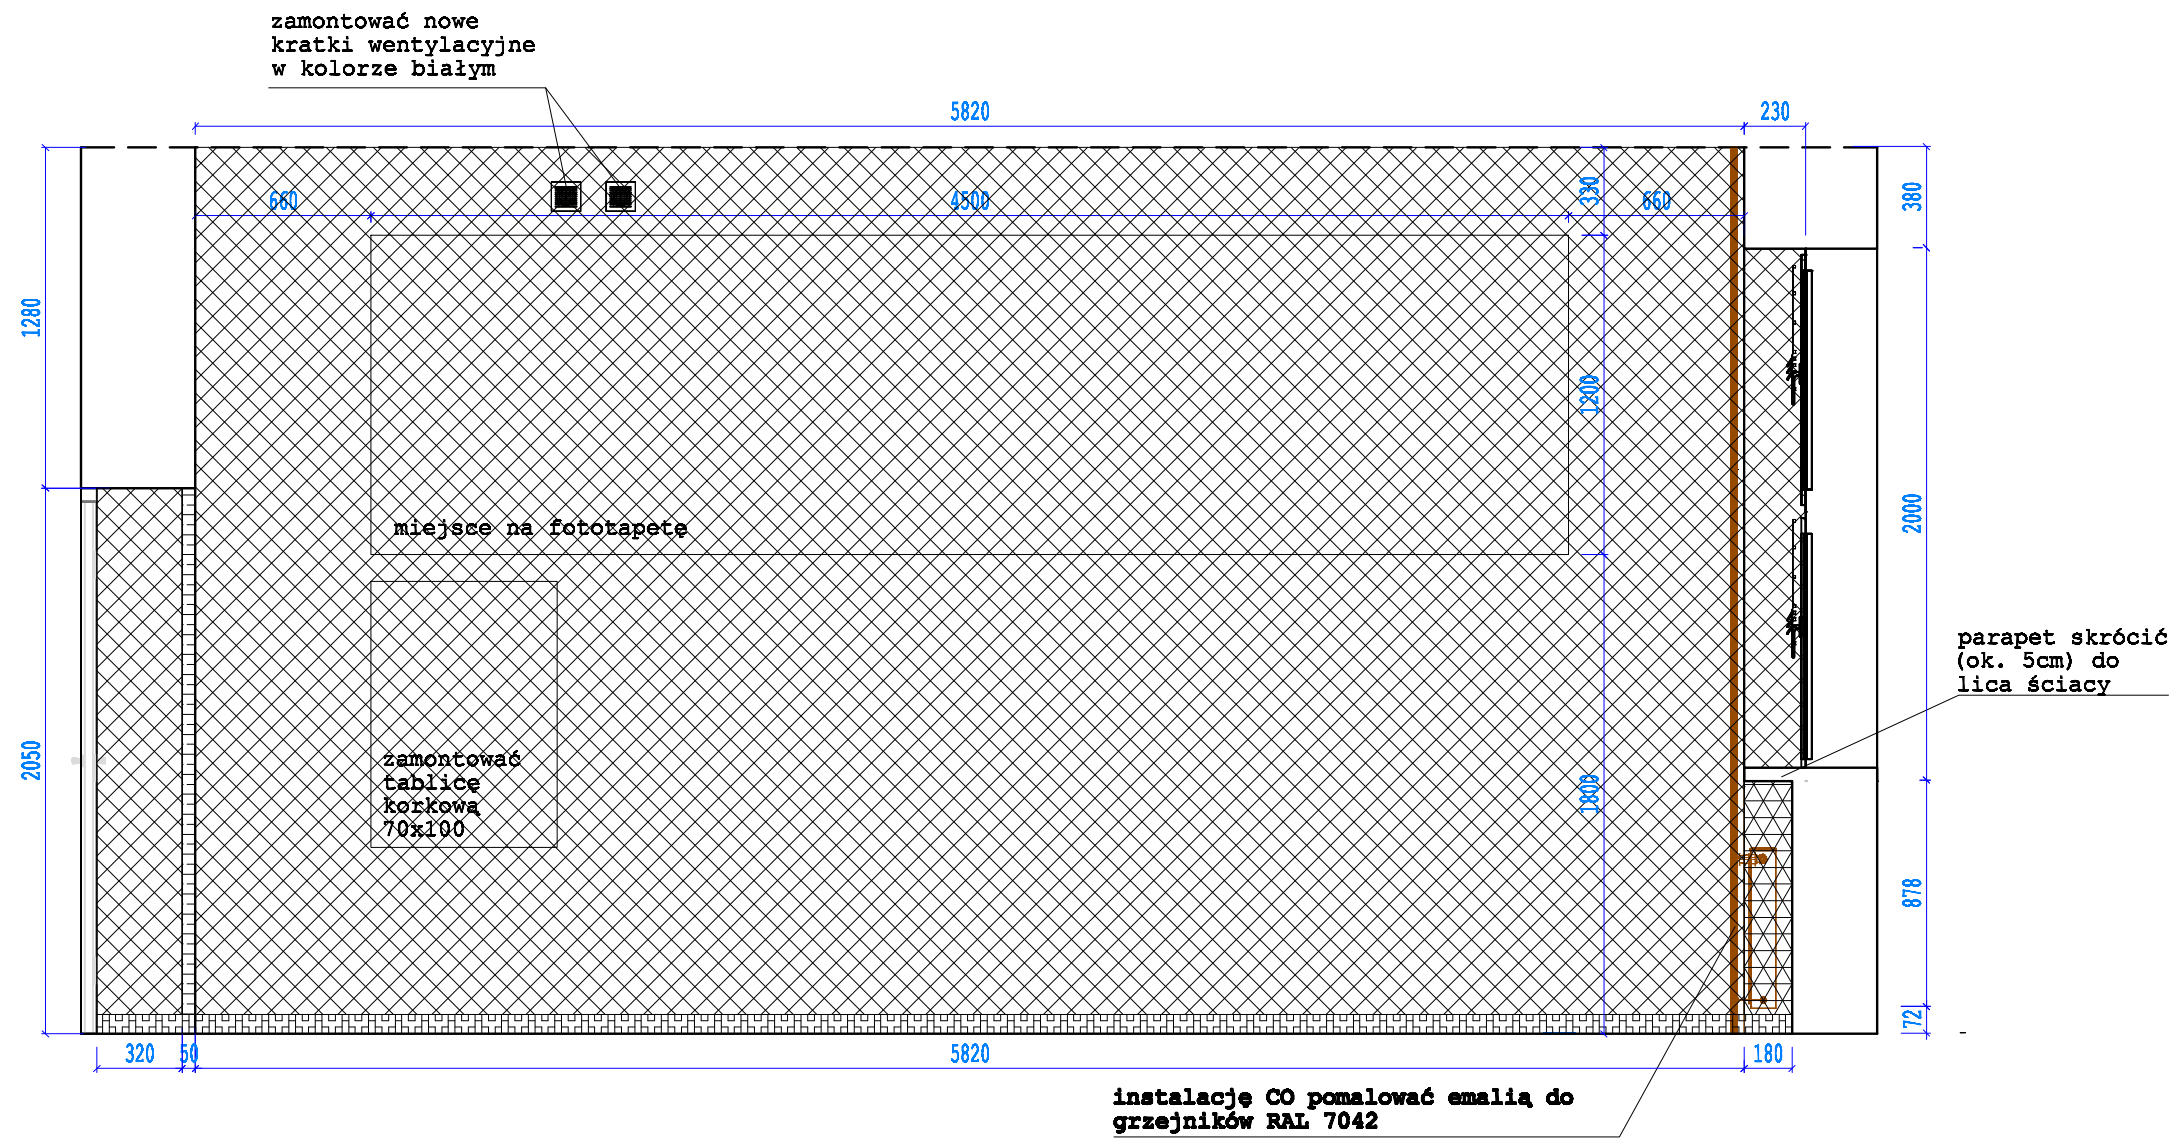 zamontować nowe
kratki wentylacyjne
w kolorze białym
5820
230
660
4500
660
330
380
1280
1200
2000
miejsce na fototapetę
parapet skrócić
(ok. 5cm) do
lica ściacy
2050
zamontować
tablicę
korkową
70x100
1800
878
72
320
50
5820
180
instalację CO pomalować emalią do
grzejników RAL 7042